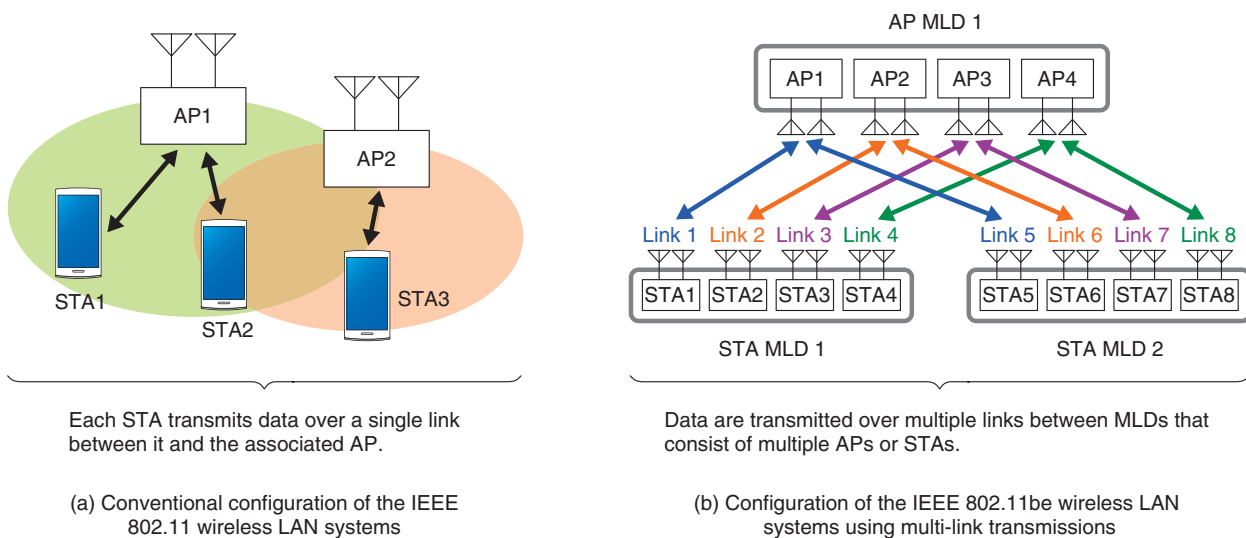 AP1
AP2
STA1
STA2
STA3
Each STA transmits data over a single link
between it and the associated AP.
(a) Conventional configuration of the IEEE
802.11 wireless LAN systems
AP MLD 1
AP1 AP2 AP3 AP4
Link 1 Link 2 Link 3 Link 4 Link 5 Link 6 Link 7 Link 8
STA1 STA2 STA3 STA4 STA5 STA6 STA7 STA8
STA MLD 1 STA MLD 2
Data are transmitted over multiple links between MLDs that
consist of multiple APs or STAs.
(b) Configuration of the IEEE 802.11be wireless LAN
systems using multi-link transmissions